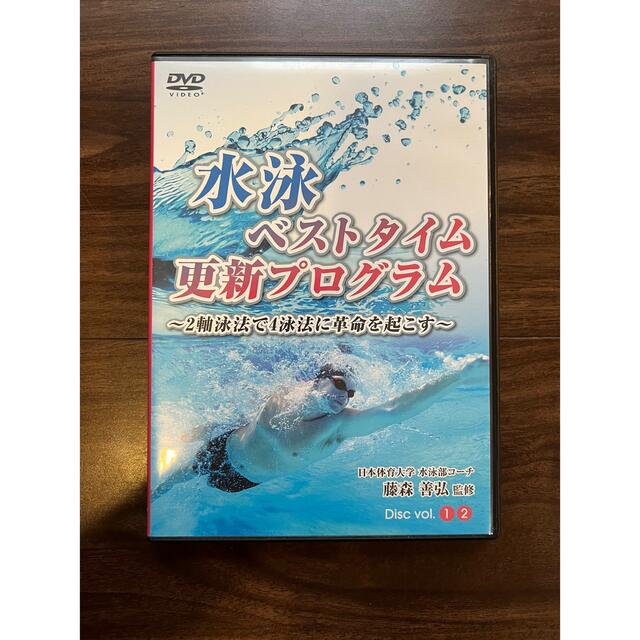 DVD
VIDEO
水泳
ベストタイム
更新プログラム
～2軸泳法で4泳法に革命を起こす～
日本体育大学 水泳部コーチ
藤森 善弘 監修
Disc vol. 1 2